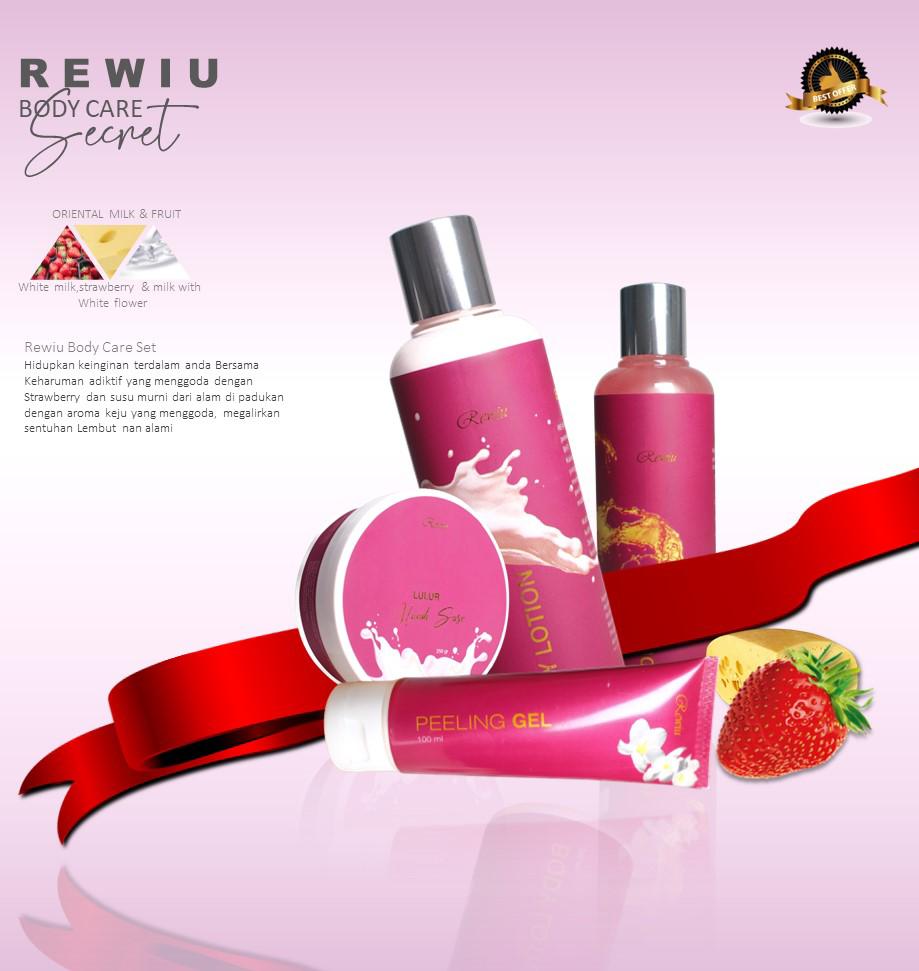 REWIU
BODY CARE
Secret
BEST OFFER
ORIENTAL MILK & FRUIT
White milk,strawberry & milk with
White flower
Rewiu Body Care Set
Hidupkan keinginan terdalam anda Bersama
Keharuman adiktif yang menggoda dengan
Strawberry dan susu murni dari alam di padukan
dengan aroma keju yang menggoda, megalirkan
sentuhan Lembut nan alami
Rewiu
Rewiu
Rewiu
LULUR
250 gr
LOTION
PEELING GEL
100 ml
Rewiu